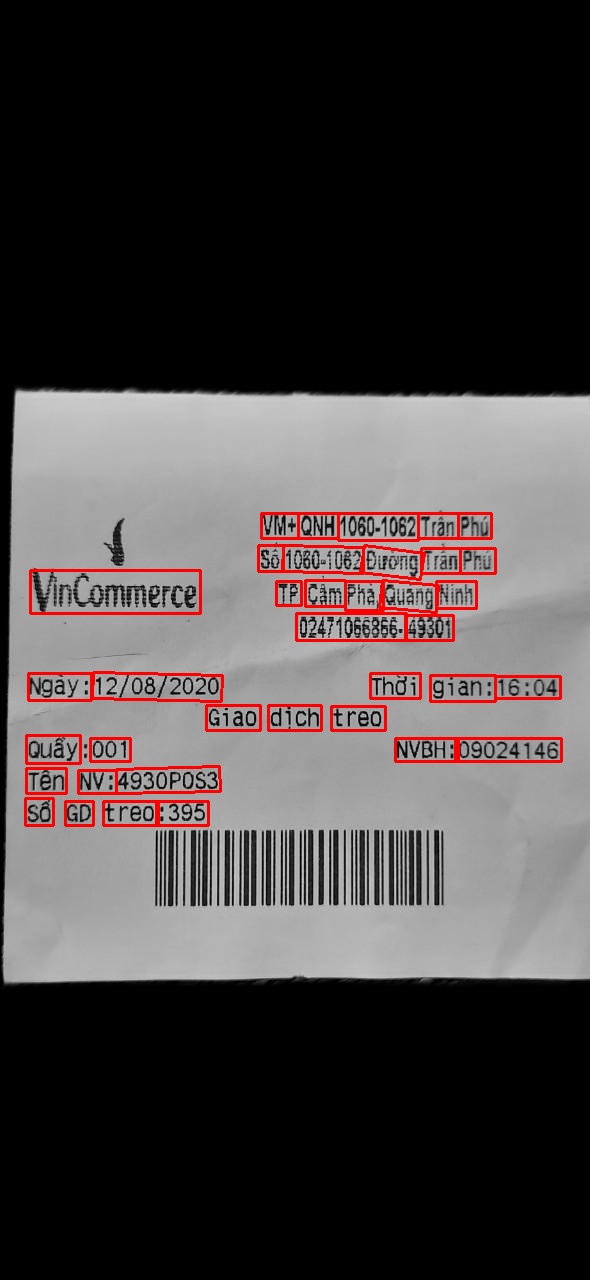 VinCommerce
VM+ QNH 1060-1062 Trần Phú
Số 1060-1062 Đường Trần Phú
TP Cẩm Phả, Quảng Ninh
02471066866- 49301
Ngày:12/08/2020 Thời gian:16:04
Giao dịch treo
Quầy:001 NVBH:09024146
Tên NV:4930POS3
Số GD treo:395